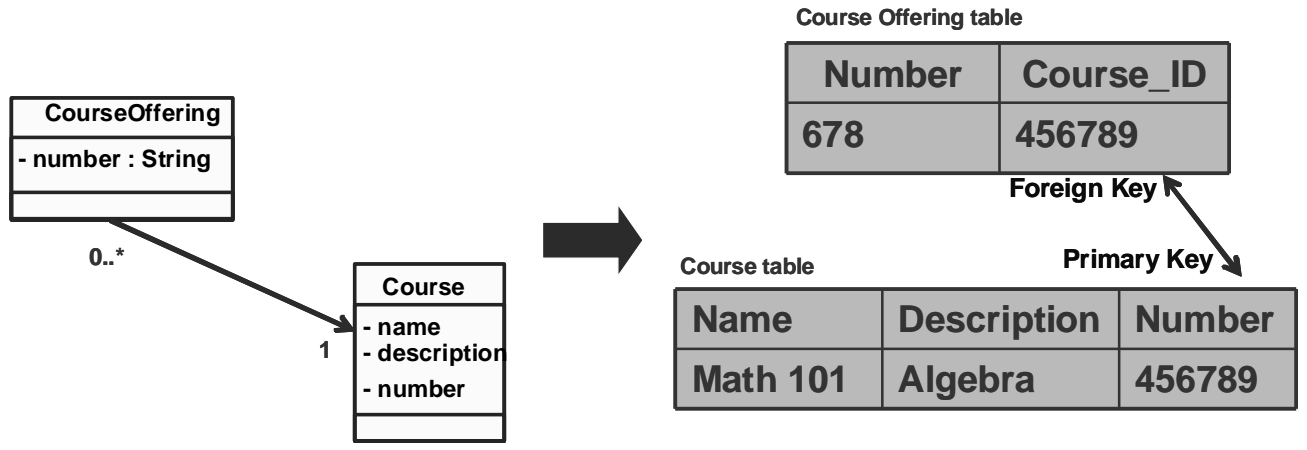 CourseOffering
- number : String
0..*
1
Course
- name
- description
- number
Course Offering table
Number Course_ID
678 456789
Foreign Key
Primary Key
Course table
Name Description Number
Math 101 Algebra 456789